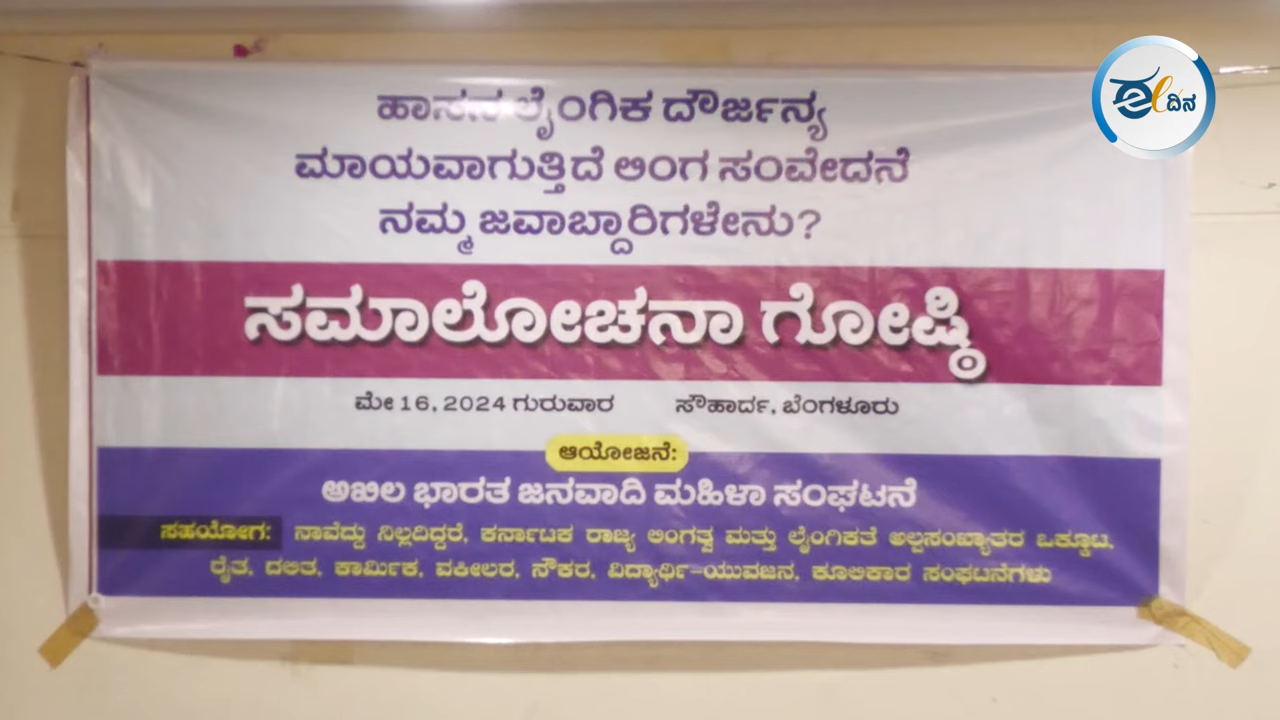 ಈ ದಿನ
ಹಾಸನ ಲೈಂಗಿಕ ದೌರ್ಜನ್ಯ
ಮಾಯವಾಗುತ್ತಿದೆ ಲಿಂಗ ಸಂವೇದನೆ
ನಮ್ಮ ಜವಾಬ್ದಾರಿಗಳೇನು?
ಸಮಾಲೋಚನಾ ಗೋಷ್ಠಿ
ಮೇ 16, 2024 ಗುರುವಾರ ಸೌಹಾರ್ದ, ಬೆಂಗಳೂರು
ಆಯೋಜನೆ:
ಅಖಿಲ ಭಾರತ ಜನವಾದಿ ಮಹಿಳಾ ಸಂಘಟನೆ
ಸಹಯೋಗ: ನಾವೆದ್ದು ನಿಲ್ಲದಿದ್ದರೆ, ಕರ್ನಾಟಕ ರಾಜ್ಯ ಲಿಂಗತ್ವ ಮತ್ತು ಲೈಂಗಿಕತೆ ಅಲ್ಪಸಂಖ್ಯಾತರ ಒಕ್ಕೂಟ,
ರೈತ, ದಲಿತ, ಕಾರ್ಮಿಕ, ವಕೀಲರ, ನೌಕರ, ವಿದ್ಯಾರ್ಥಿ-ಯುವಜನ, ಕೂಲಿಕಾರ ಸಂಘಟನೆಗಳು